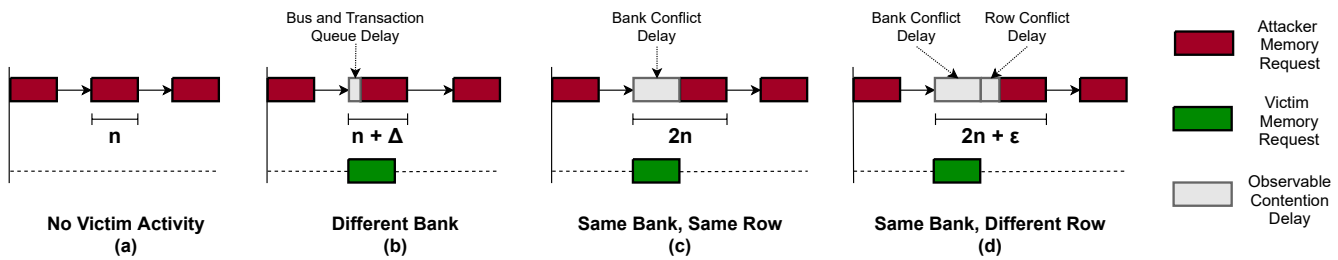 n
No Victim Activity
(a)
Bus and Transaction
Queue Delay
n + Δ
Different Bank
(b)
Bank Conflict
Delay
2n
Same Bank, Same Row
(c)
Bank Conflict
Delay
Row Conflict
Delay
2n + ε
Same Bank, Different Row
(d)
Attacker
Memory
Request
Victim
Memory
Request
Observable
Contention
Delay